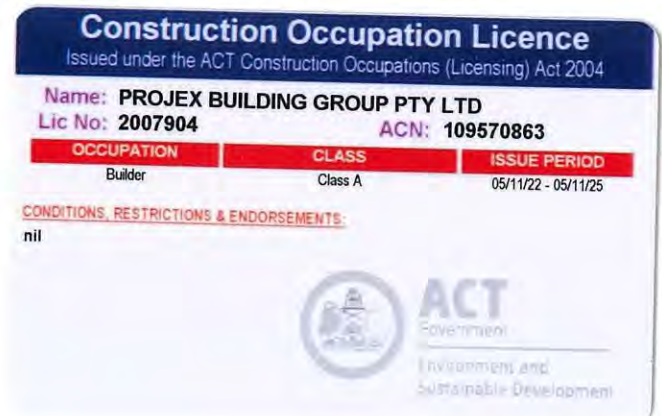 Construction Occupation Licence
Issued under the ACT Construction Occupations (Licensing) Act 2004
Name: PROJEX BUILDING GROUP PTY LTD
Lic No: 2007904 ACN: 109570863
OCCUPATION CLASS ISSUE PERIOD
Builder Class A 05/11/22 - 05/11/25
CONDITIONS, RESTRICTIONS & ENDORSEMENTS:
nil
ACT
Government
Environment and
Sustainable Development